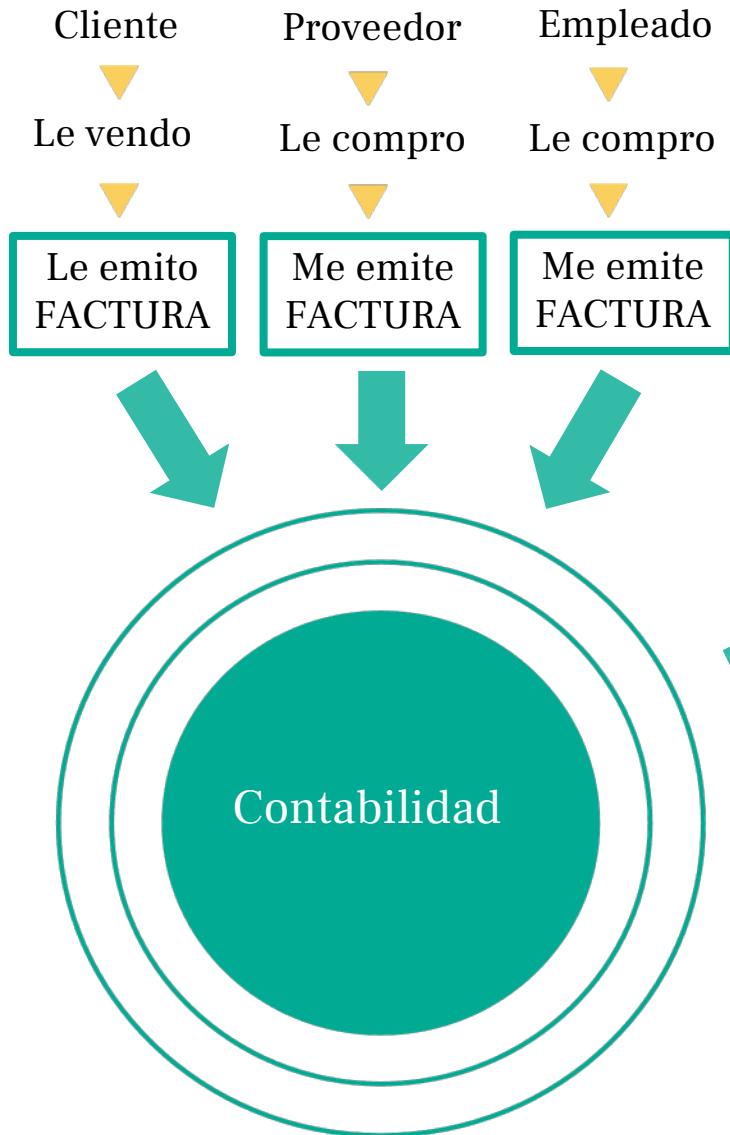 Cliente
Proveedor
Empleado
Le vendo
Le compro
Le compro
Le emito
FACTURA
Me emite
FACTURA
Me emite
FACTURA
Contabilidad